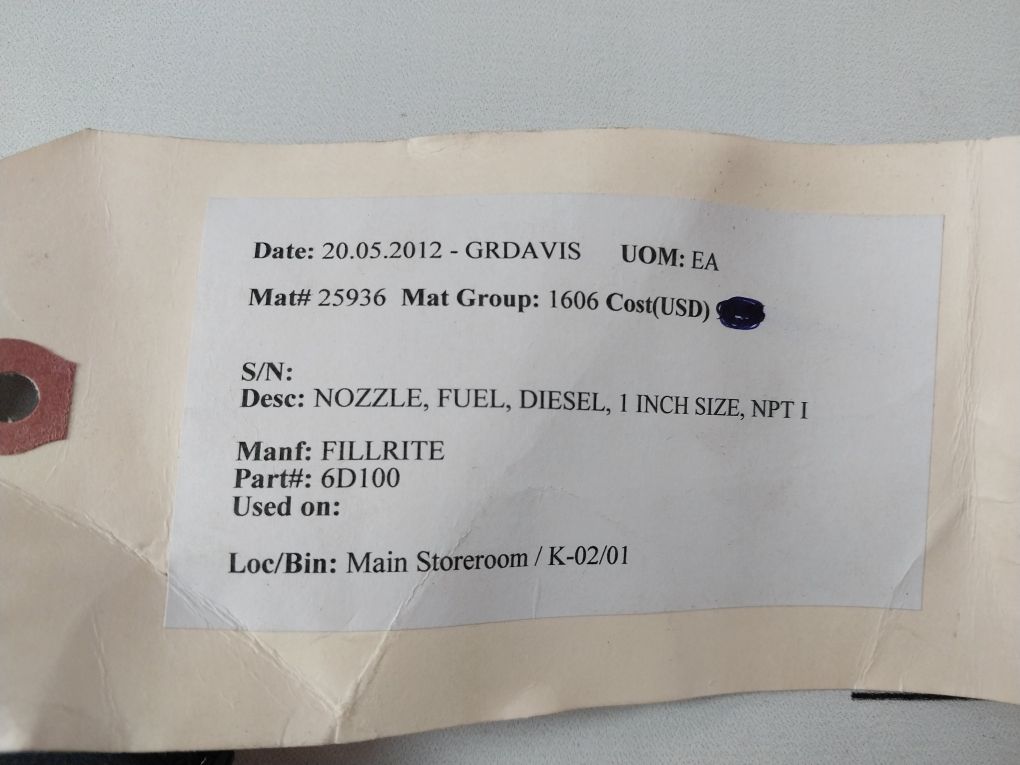 Date: 20.05.2012 - GRDAVIS UOM: EA
Mat# 25936 Mat Group: 1606 Cost(USD)
S/N:
Desc: NOZZLE, FUEL, DIESEL, 1 INCH SIZE, NPT I
Manf: FILLRITE
Part#: 6D100
Used on:
Loc/Bin: Main Storeroom / K-02/01